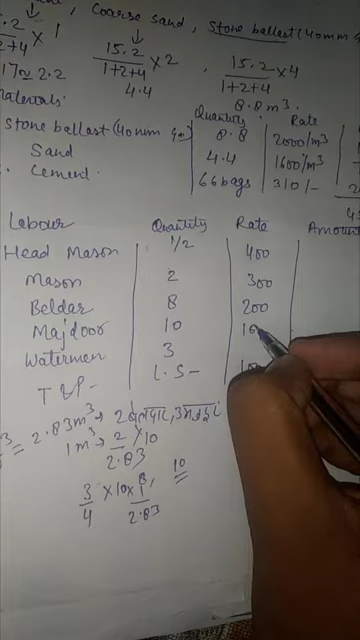 , Coarse sand, Stone ballast (40mm
× 1
15.2 / 1+2+4 × 2 , 15.2 / 1+2+4 × 4
2+4
17 ≈ 2.2
4.4
8.8 m³.
Materials.
Quantity Rate
Stone ballast (40mm 8.8 2000/m³
Sand 4.4 1600/m³
Cement. 66 bags 310/-
Labour Quantity Rate Amount
Head Mason 1/2 400
Mason 2 300
Beldar 8 200
Majdoor 10
Watermen 3
T&P- L.S-
= 2.83m³ → 2 बेलदार, 3
1m³ → 2 / 2.83 × 10
3 / 4 × 10 × 1 / 2.83
10